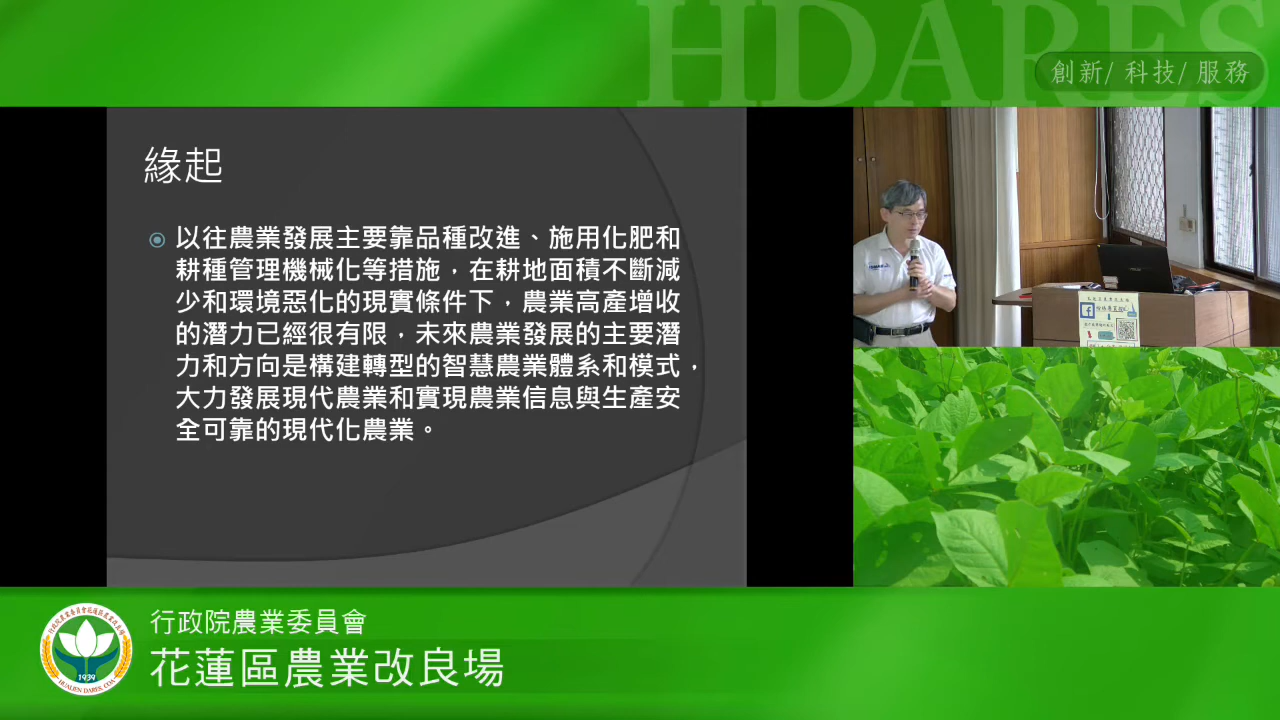 HDARES
創新/ 科技/ 服務
緣起
以往農業發展主要靠品種改進、施用化肥和
耕種管理機械化等措施，在耕地面積不斷減
少和環境惡化的現實條件下，農業高產增收
的潛力已經很有限，未來農業發展的主要潛
力和方向是構建轉型的智慧農業體系和模式，
大力發展現代農業和實現農業信息與生產安
全可靠的現代化農業。
行政院農業委員會
花蓮區農業改良場
1939
HUALIEN DARES, COA